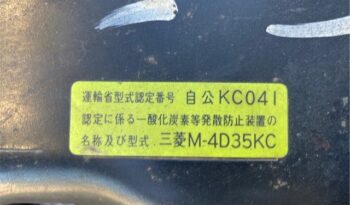 運輸省型式認定番号 自公KC041
認定に係る一酸化炭素等発散防止装置の
名称及び型式.三菱M-4D35KC